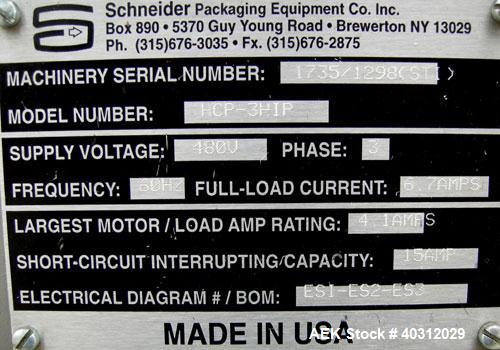 Schneider Packaging Equipment Co. Inc.
Box 890 • 5370 Guy Young Road • Brewerton NY 13029
Ph. (315)676-3035 • Fx. (315)676-2875
MACHINERY SERIAL NUMBER: 1735/1298(ST1)
MODEL NUMBER: HCP-3HIP
SUPPLY VOLTAGE: 480V PHASE: 3
FREQUENCY: 60HZ FULL-LOAD CURRENT: 6.7AMPS
LARGEST MOTOR / LOAD AMP RATING: 4.1AMPS
SHORT-CIRCUIT INTERRUPTING/CAPACITY: 15AMP
ELECTRICAL DIAGRAM # / BOM: ES1-ES2-ES3
MADE IN USA
AEK-Stock # 40312029